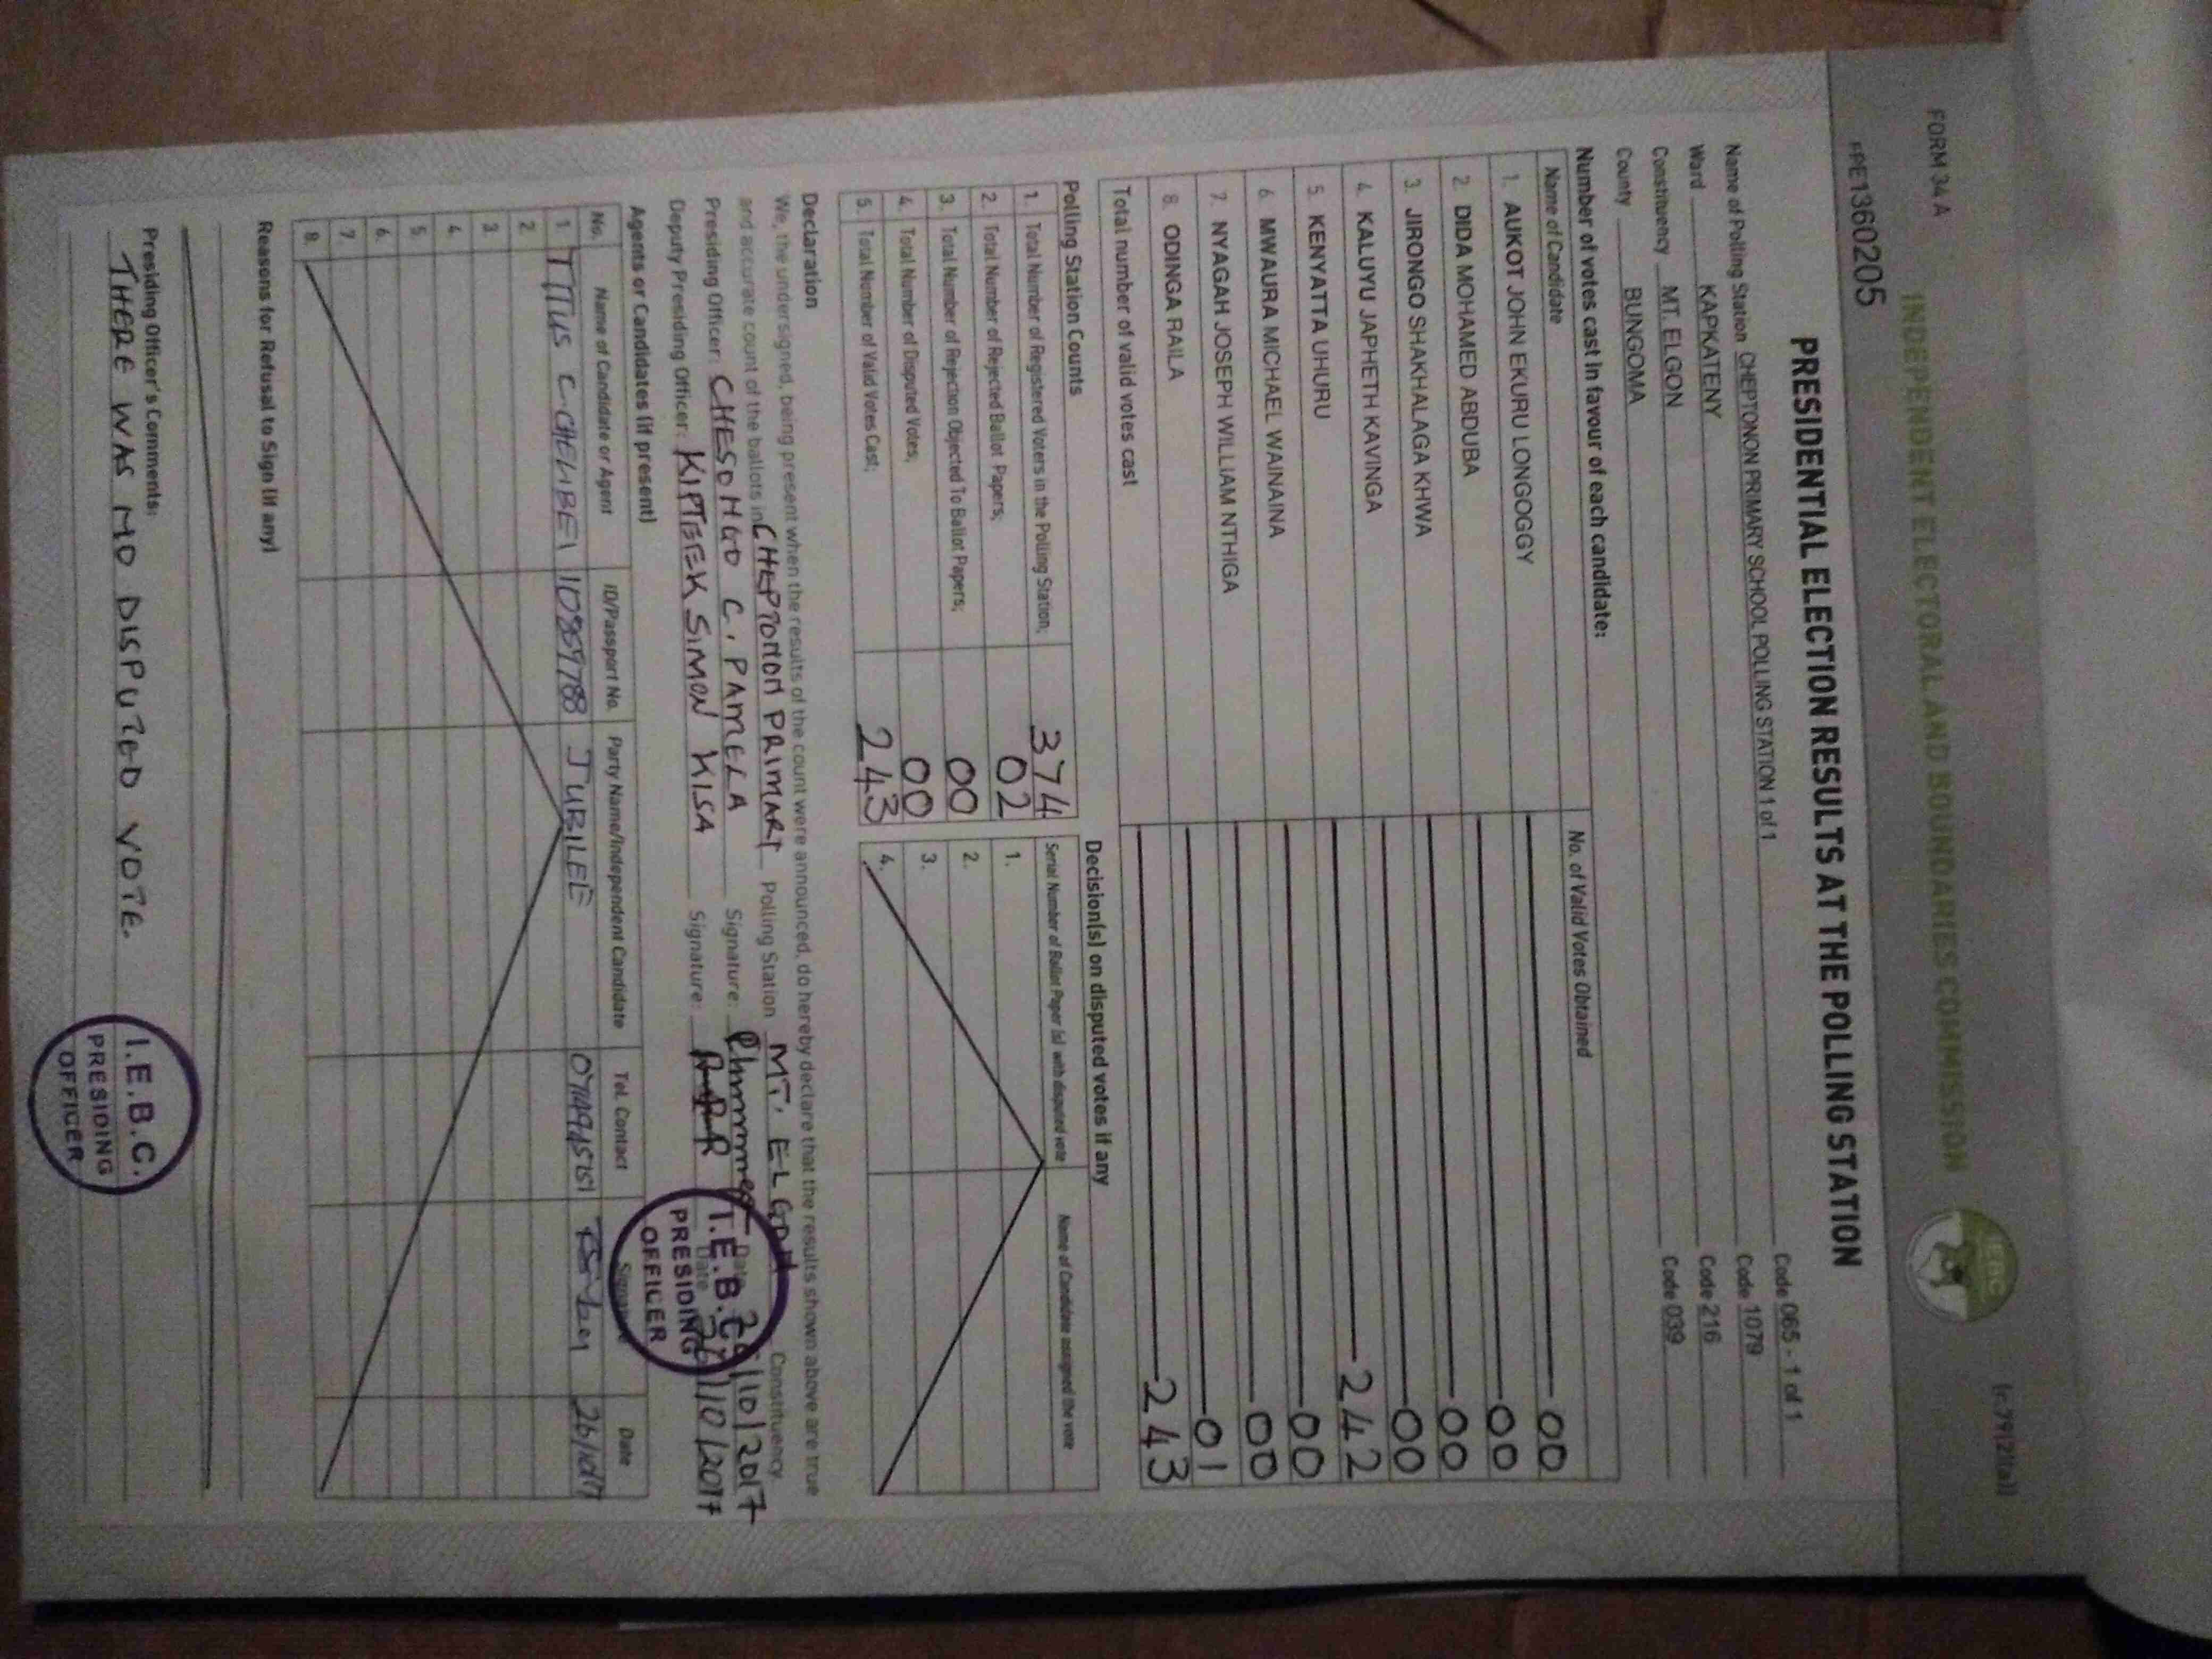 FORM 34 A
(r.79(2)(a))
INDEPENDENT ELECTORAL AND BOUNDARIES COMMISSION
IEBC
PRESIDENTIAL ELECTION RESULTS AT THE POLLING STATION
PE1360205
Name of Polling Station CHEPTONON PRIMARY SCHOOL POLLING STATION 1 of 1 Code 065 - 1 of 1
Ward KAPKATENY Code 1079
Constituency MT. ELGON Code 216
County BUNGOMA Code 039
Number of votes cast in favour of each candidate:
Name of Candidate No. of Valid Votes Obtained
1. AUKOT JOHN EKURU LONGOGGY 00
2. DIDA MOHAMED ABDUBA 00
3. JIRONGO SHAKHALAGA KHWA 00
4. KALUYU JAPHETH KAVINGA 00
5. KENYATTA UHURU 242
6. MWAURA MICHAEL WAINAINA 00
7. NYAGAH JOSEPH WILLIAM NTHIGA 00
8. ODINGA RAILA 01
Total number of valid votes cast 243
Polling Station Counts
1. Total Number of Registered Voters in the Polling Station; 374
2. Total Number of Rejected Ballot Papers; 02
3. Total Number of Rejection Objected To Ballot Papers; 00
4. Total Number of Disputed Votes; 00
5. Total Number of Valid Votes Cast; 243
Decision(s) on disputed votes if any
Serial Number of Ballot Paper (s) with disputed vote Name of Candidate assigned the vote
1.
2.
3.
4.
Declaration
We, the undersigned, being present when the results of the count were announced, do hereby declare that the results shown above are true
and accurate count of the ballots in CHEPTONON PRIMARY Polling Station MT. ELGON Constituency
Presiding Officer: CHESONGO C. PAMELA Signature: Date 26/10/2017
Deputy Presiding Officer: KIPTEEK SIMON KISA Signature: Date 26/10/2017
I.E.B.C.
PRESIDING
OFFICER
Agents or Candidates (if present)
No. Name of Candidate or Agent ID/Passport No. Party Name/Independent Candidate Tel. Contact Signature Date
1. TITUS C. CHEMBEI JUBILEE 26/10/17
2.
3.
4.
5.
6.
7.
8.
Reasons for Refusal to Sign (if any)
Presiding Officer's Comments:
THERE WAS NO DISPUTED VOTE.
I.E.B.C.
PRESIDING
OFFICER